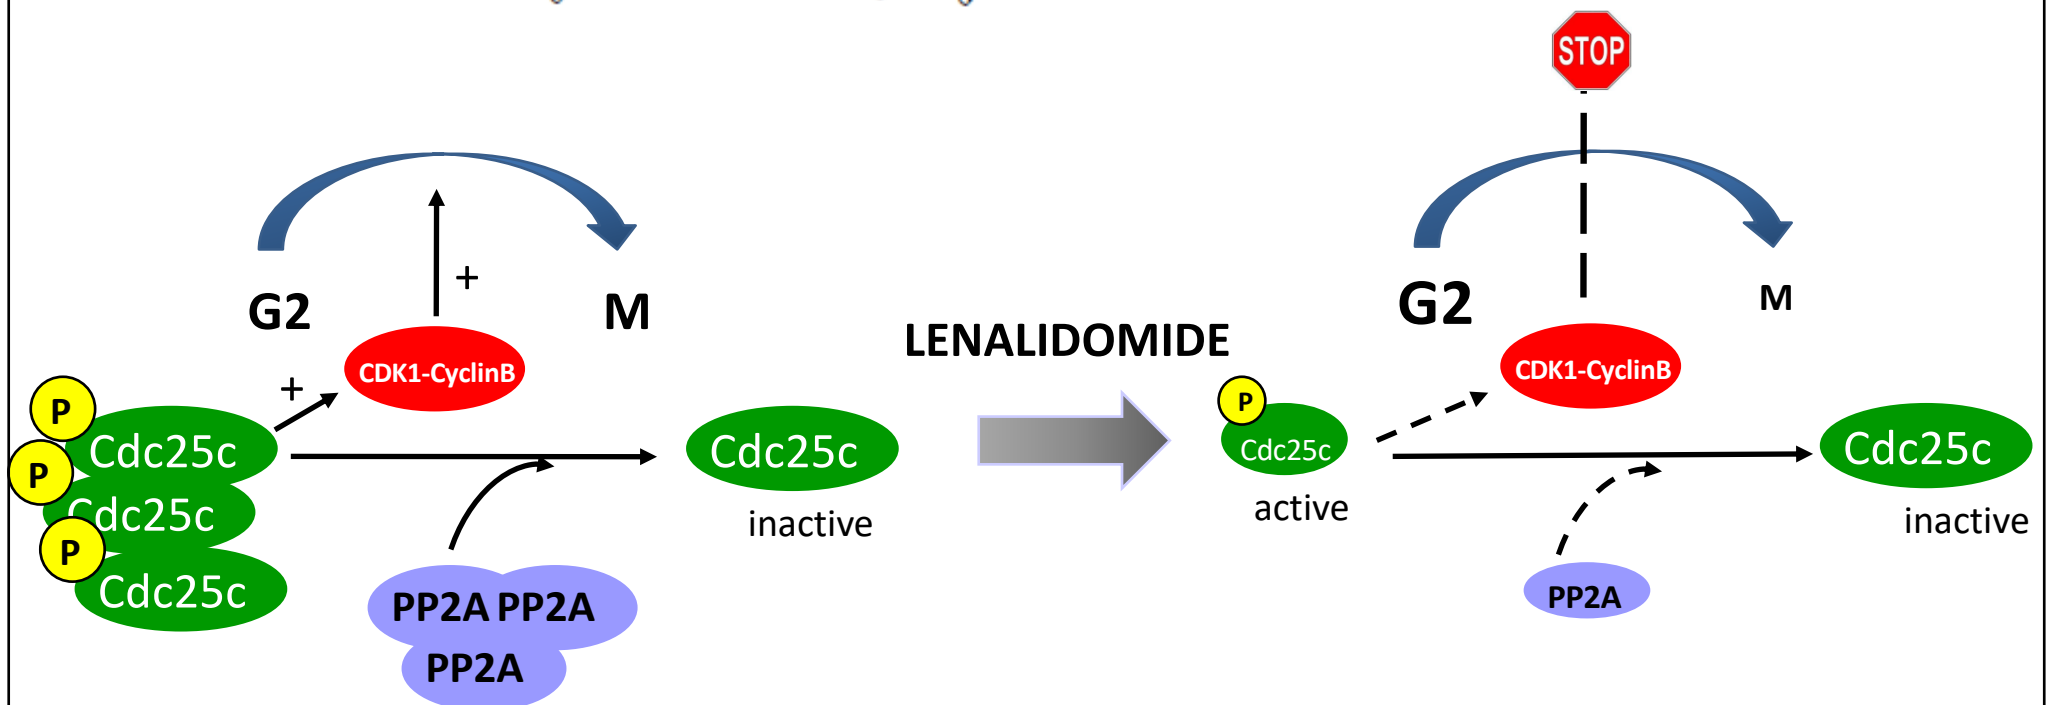 STOP
+
G2
M
CDK1-CyclinB
+
P
Cdc25c
P
Cdc25c
P
Cdc25c
Cdc25c
inactive
PP2A PP2A
PP2A
LENALIDOMIDE
G2
M
CDK1-CyclinB
P
Cdc25c
active
Cdc25c
inactive
PP2A